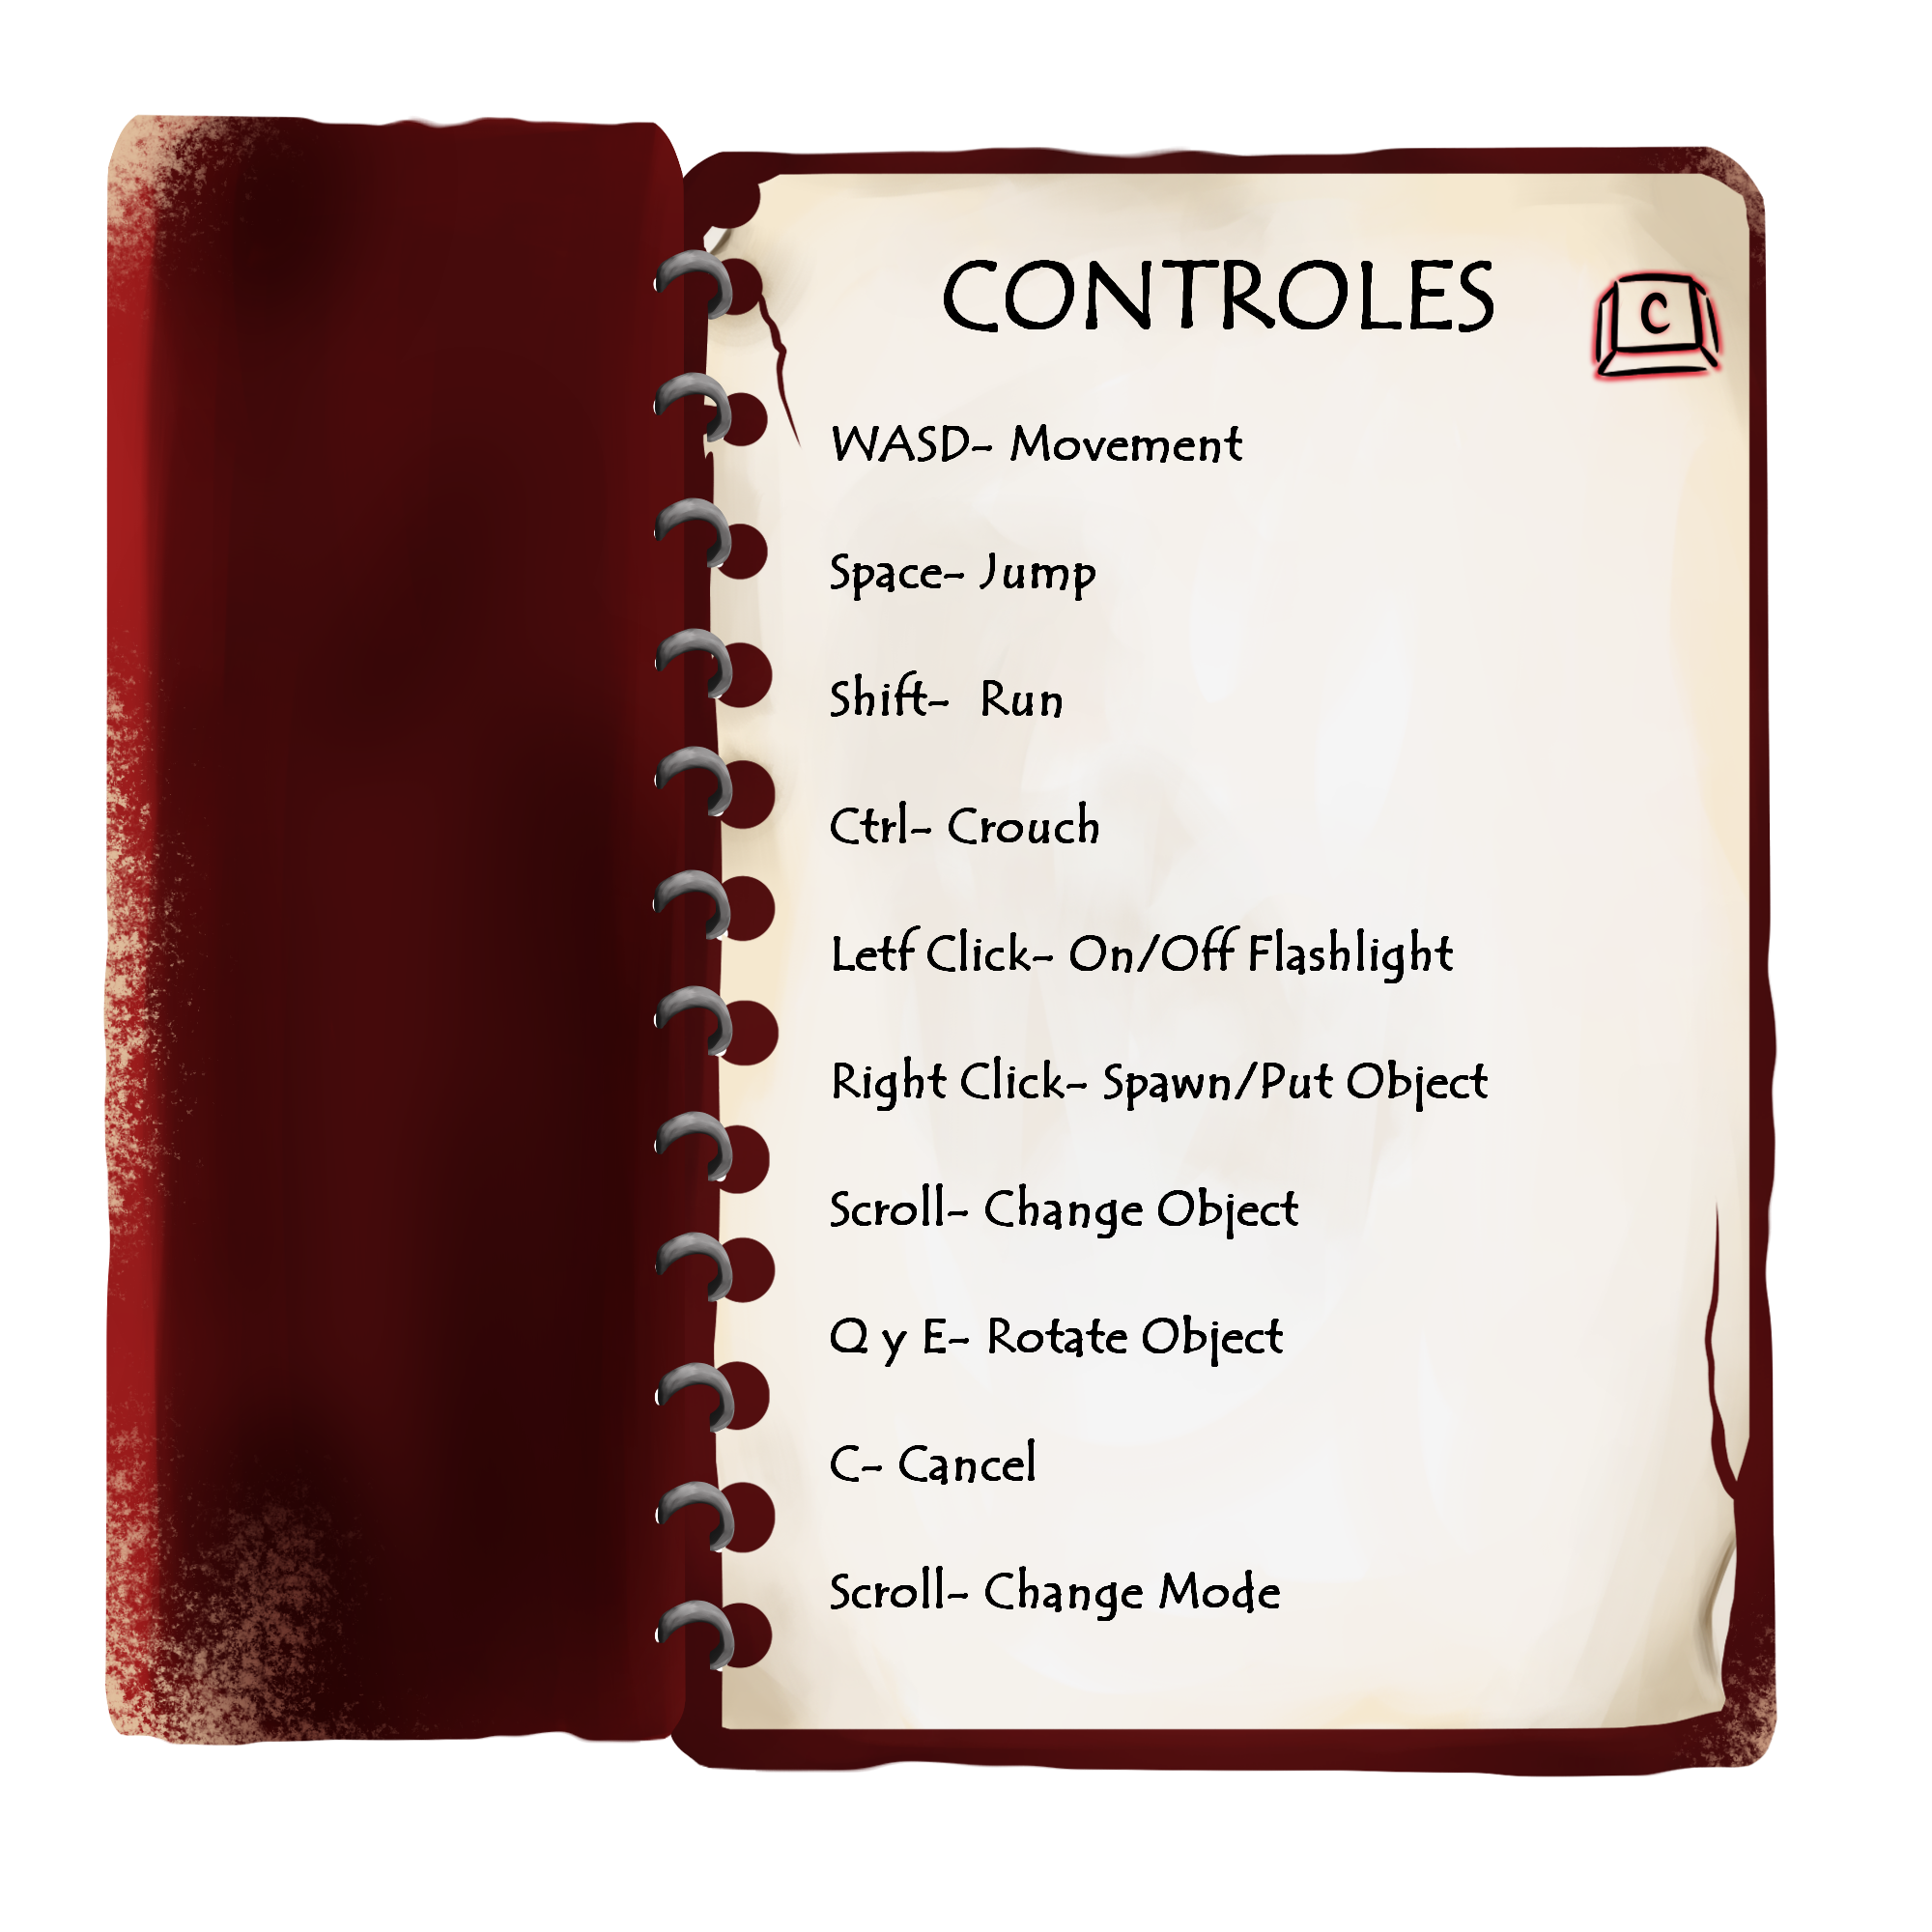 CONTROLES
C
WASD- Movement
Space- Jump
Shift- Run
Ctrl- Crouch
Letf Click- On/Off Flashlight
Right Click- Spawn/Put Object
Scroll- Change Object
Q y E- Rotate Object
C- Cancel
Scroll- Change Mode